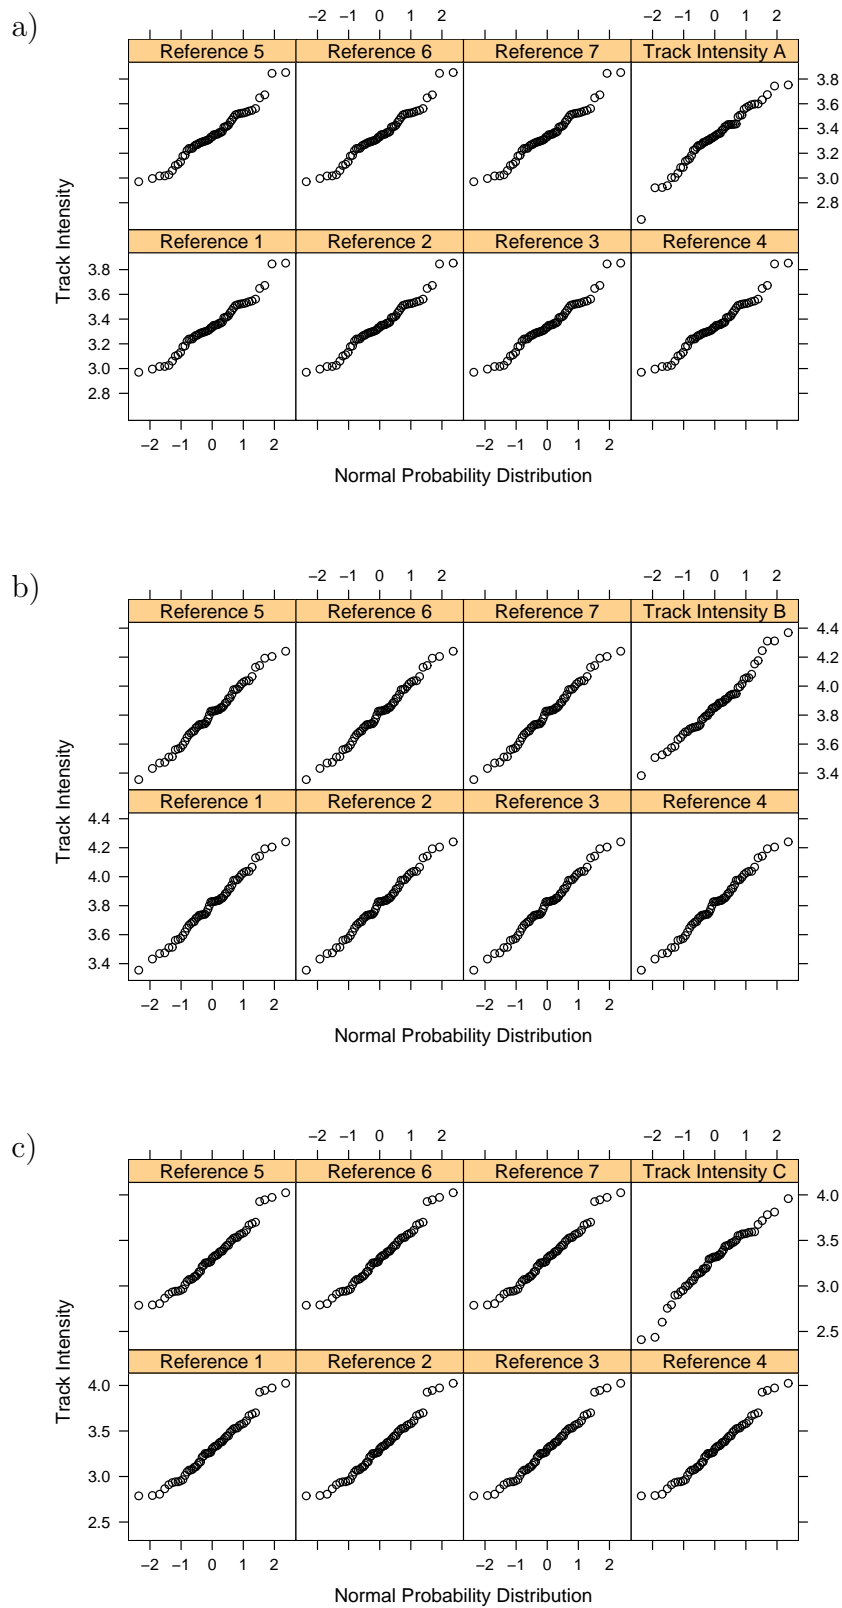 a)
−2 −1 0 1 2 −2 −1 0 1 2
Reference 5 Reference 6 Reference 7 Track Intensity A
3.8
3.6
3.4
3.2
3.0
2.8
Reference 1 Reference 2 Reference 3 Reference 4
3.8
3.6
3.4
3.2
3.0
2.8
Track Intensity
−2 −1 0 1 2 −2 −1 0 1 2
Normal Probability Distribution
b)
−2 −1 0 1 2 −2 −1 0 1 2
Reference 5 Reference 6 Reference 7 Track Intensity B
4.4
4.2
4.0
3.8
3.6
3.4
Reference 1 Reference 2 Reference 3 Reference 4
4.4
4.2
4.0
3.8
3.6
3.4
Track Intensity
−2 −1 0 1 2 −2 −1 0 1 2
Normal Probability Distribution
c)
−2 −1 0 1 2 −2 −1 0 1 2
Reference 5 Reference 6 Reference 7 Track Intensity C
4.0
3.5
3.0
2.5
Reference 1 Reference 2 Reference 3 Reference 4
4.0
3.5
3.0
2.5
Track Intensity
−2 −1 0 1 2 −2 −1 0 1 2
Normal Probability Distribution